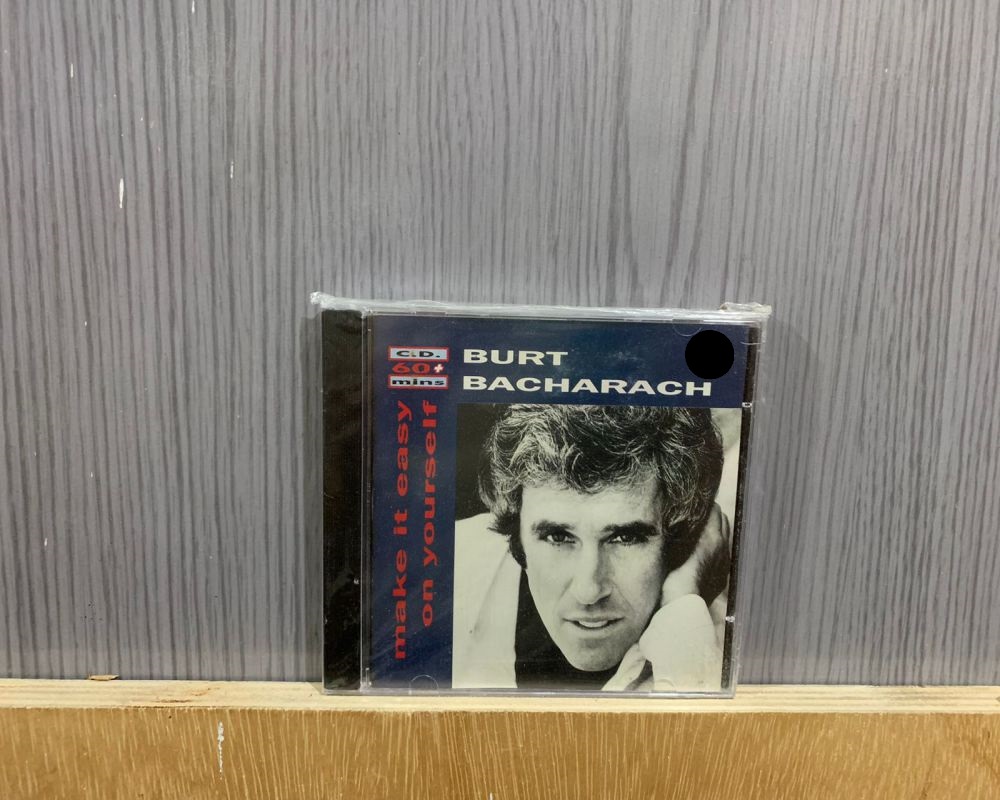 C.D.
60+
mins
BURT
BACHARACH
make it easy
on yourself